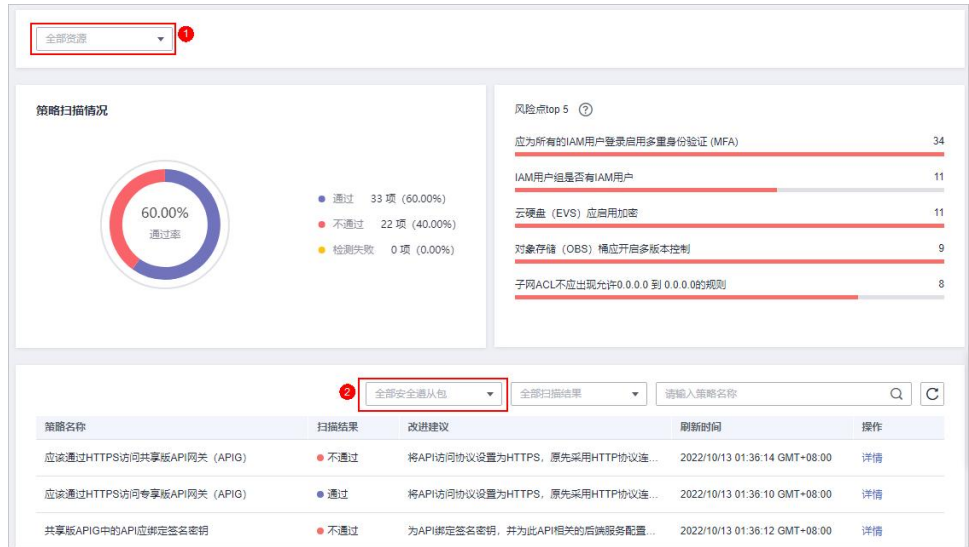 全部资源
1
策略扫描情况
60.00%
通过率
通过 33 项 (60.00%)
不通过 22 项 (40.00%)
检测失败 0 项 (0.00%)
风险点top 5 ?
应为所有的IAM用户登录启用多重身份验证 (MFA) 34
IAM用户组是否有IAM用户 11
云硬盘（EVS）应启用加密 11
对象存储（OBS）桶应开启多版本控制 9
子网ACL不应出现允许0.0.0.0 到 0.0.0.0的规则 8
2
全部安全遵从包
全部扫描结果
请输入策略名称
策略名称 扫描结果 改进建议 刷新时间 操作
应该通过HTTPS访问共享版API网关（APIG） 不通过 将API访问协议设置为HTTPS，原先采用HTTP协议连... 2022/10/13 01:36:14 GMT+08:00 详情
应该通过HTTPS访问专享版API网关（APIG） 通过 将API访问协议设置为HTTPS，原先采用HTTP协议连... 2022/10/13 01:36:10 GMT+08:00 详情
共享版APIG中的API应绑定签名密钥 不通过 为API绑定签名密钥，并为此API相关的后端服务配置... 2022/10/13 01:36:12 GMT+08:00 详情